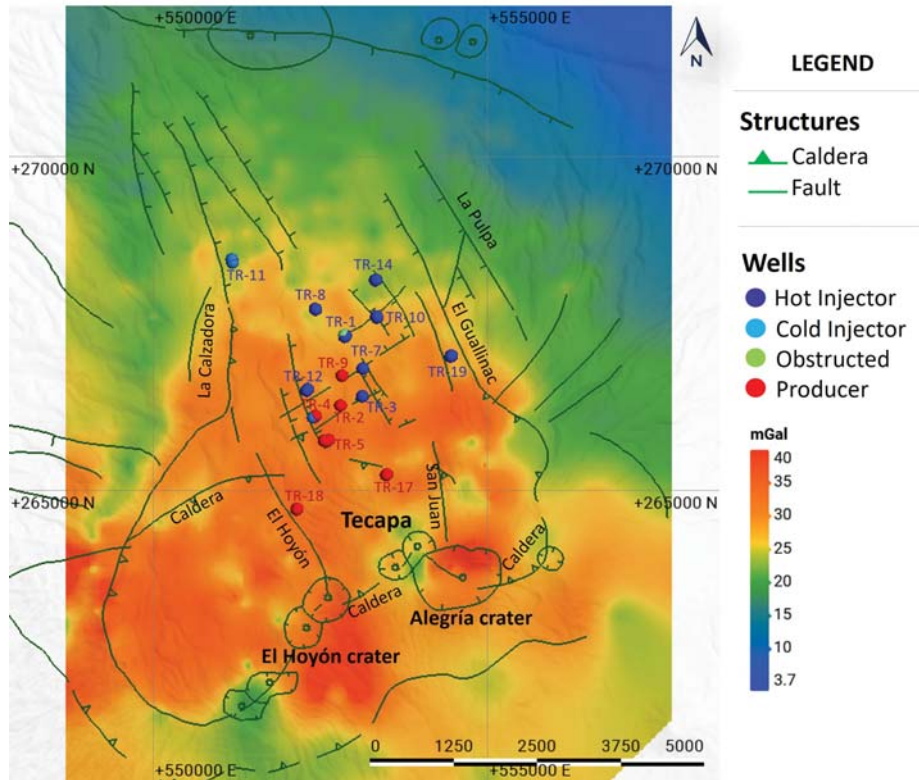 +550000 E
+555000 E
N
LEGEND
Structures
Caldera
Fault
Wells
Hot Injector
Cold Injector
Obstructed
Producer
mGal
40
35
30
25
20
15
10
3.7
+270000 N
La Pulpa
TR-14
TR-11
TR-8
TR-10
TR-1
El Guallinac
La Calzadora
TR-7
TR-9
TR-19
TR-12
TR-3
TR-4
TR-2
TR-5
TR-17
San Juan
+265000 N
Caldera
TR-18
El Hoyón
Tecapa
Caldera
Caldera
Alegría crater
El Hoyón crater
0 1250 2500 5000
+550000 E
+555000 E